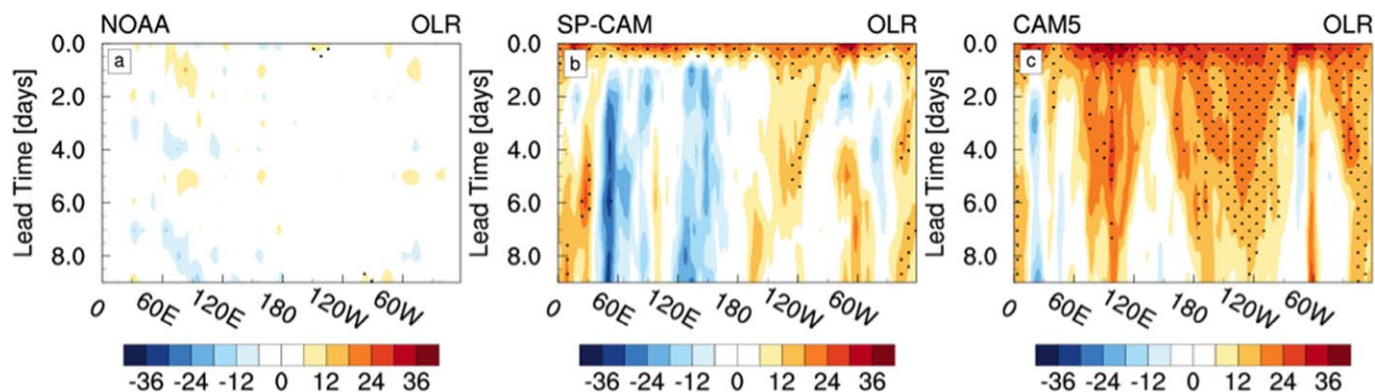 NOAA OLR SP-CAM OLR CAM5 OLR
a b c
Lead Time [days] Lead Time [days] Lead Time [days]
0.0 0.0 0.0
2.0 2.0 2.0
4.0 4.0 4.0
6.0 6.0 6.0
8.0 8.0 8.0
0 60E 120E 180 120W 60W 0 60E 120E 180 120W 60W 0 60E 120E 180 120W 60W
-36 -24 -12 0 12 24 36 -36 -24 -12 0 12 24 36 -36 -24 -12 0 12 24 36